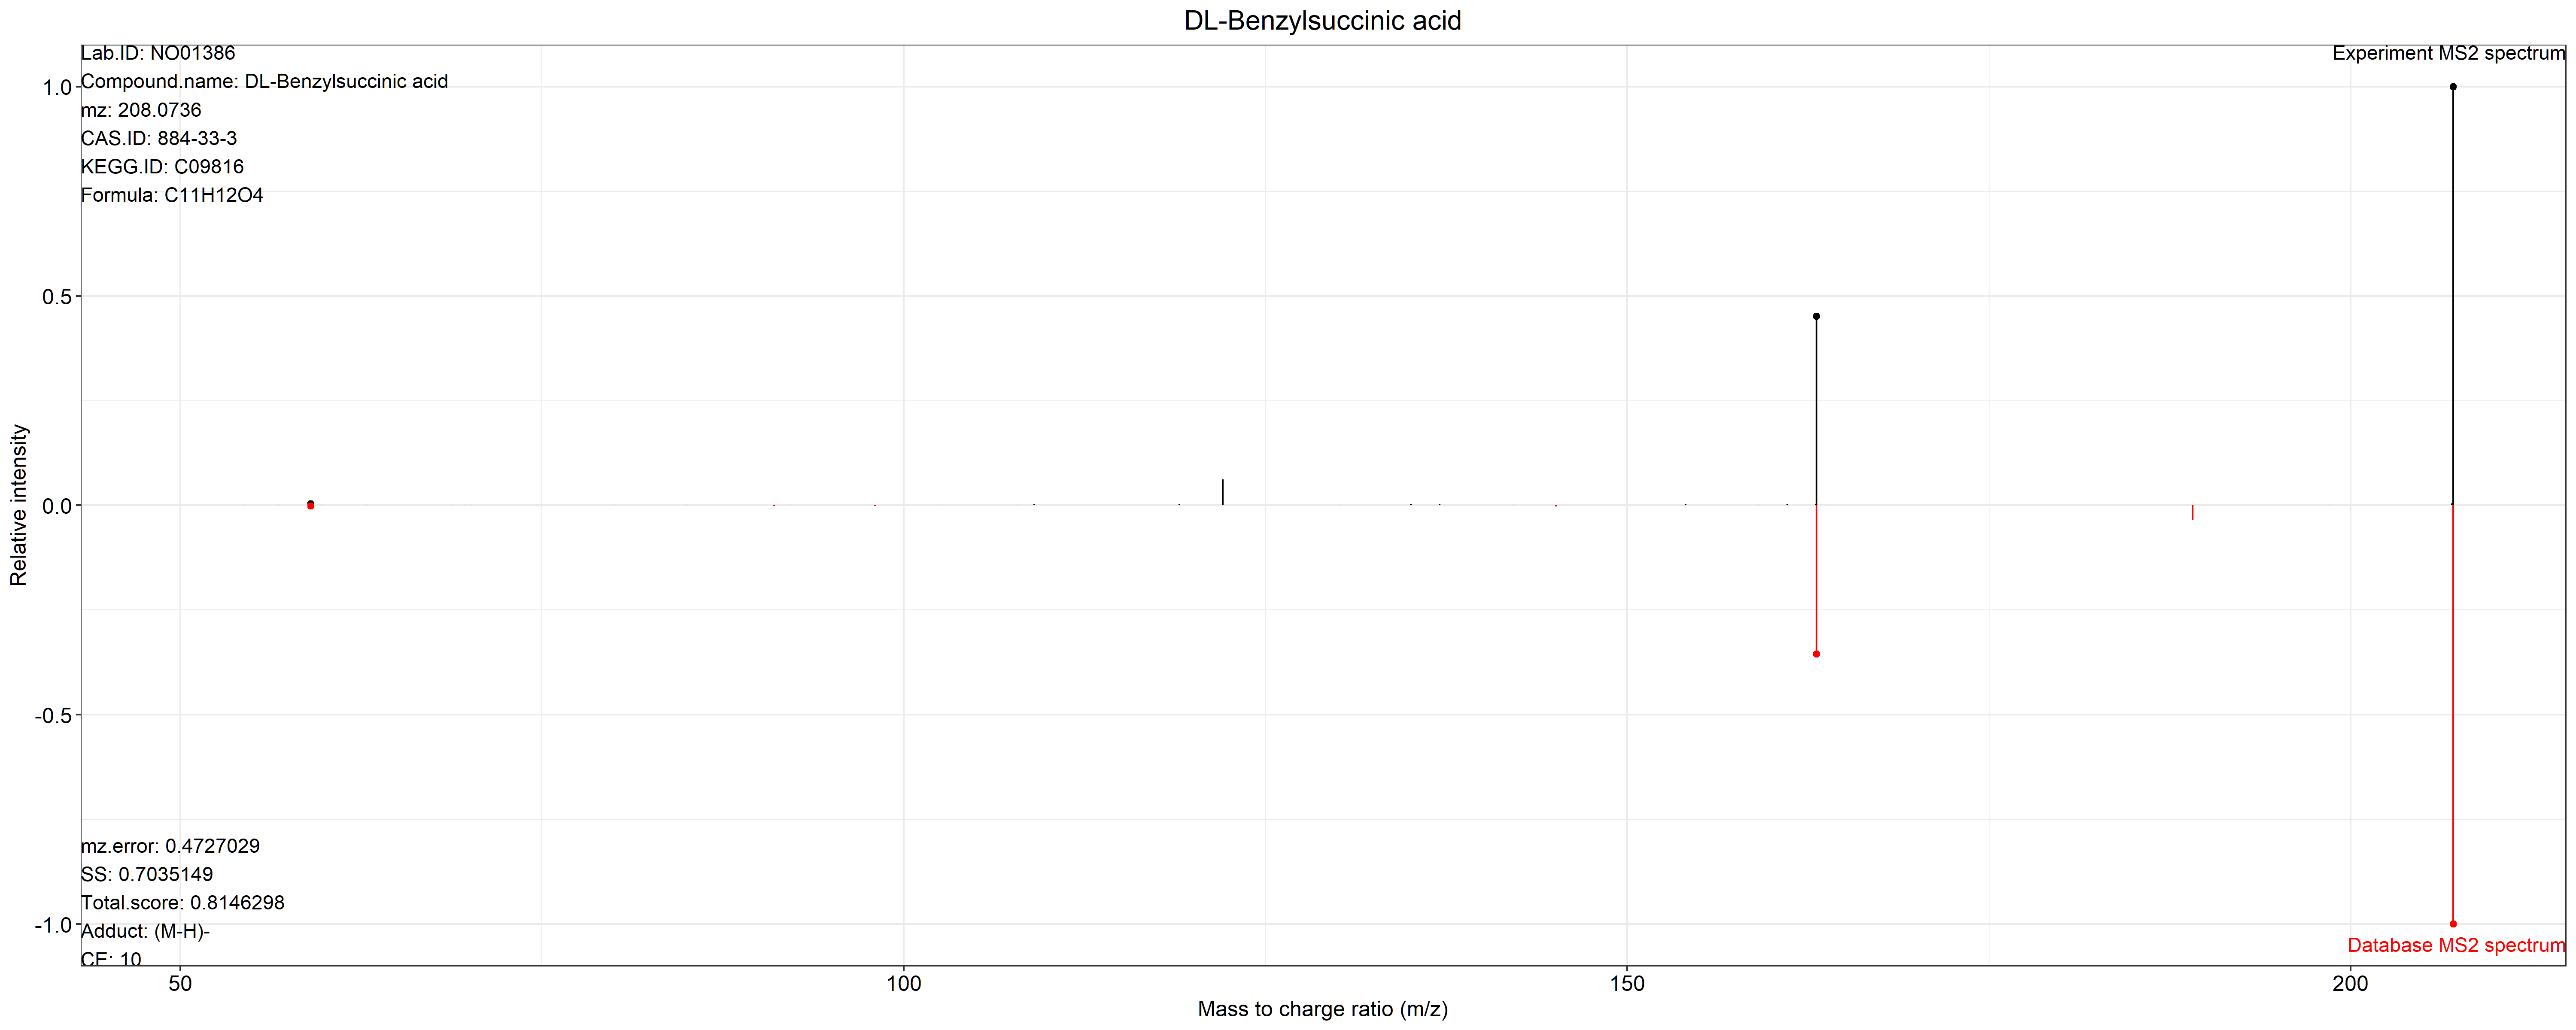 DL-Benzylsuccinic acid
Lab.ID: NO01386
Experiment MS2 spectrum
Compound.name: DL-Benzylsuccinic acid
mz: 208.0736
CAS.ID: 884-33-3
KEGG.ID: C09816
Formula: C11H12O4
1.0
0.5
0.0
-0.5
-1.0
Relative intensity
mz.error: 0.4727029
SS: 0.7035149
Total.score: 0.8146298
Adduct: (M-H)-
CE: 10
Database MS2 spectrum
50
100
150
200
Mass to charge ratio (m/z)